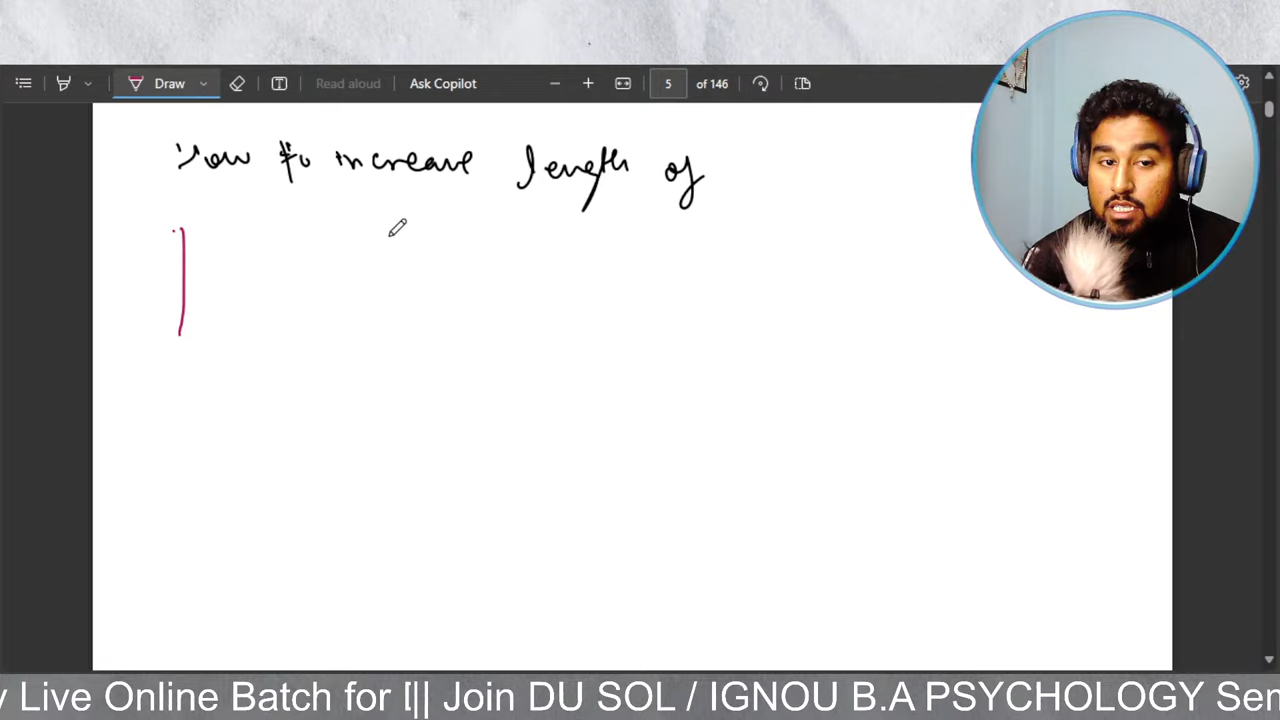 Read aloud
Draw
Ask Copilot
5 of 146
How to increase length of
y Live Online Batch for [|| Join DU SOL / IGNOU B.A PSYCHOLOGY Sen